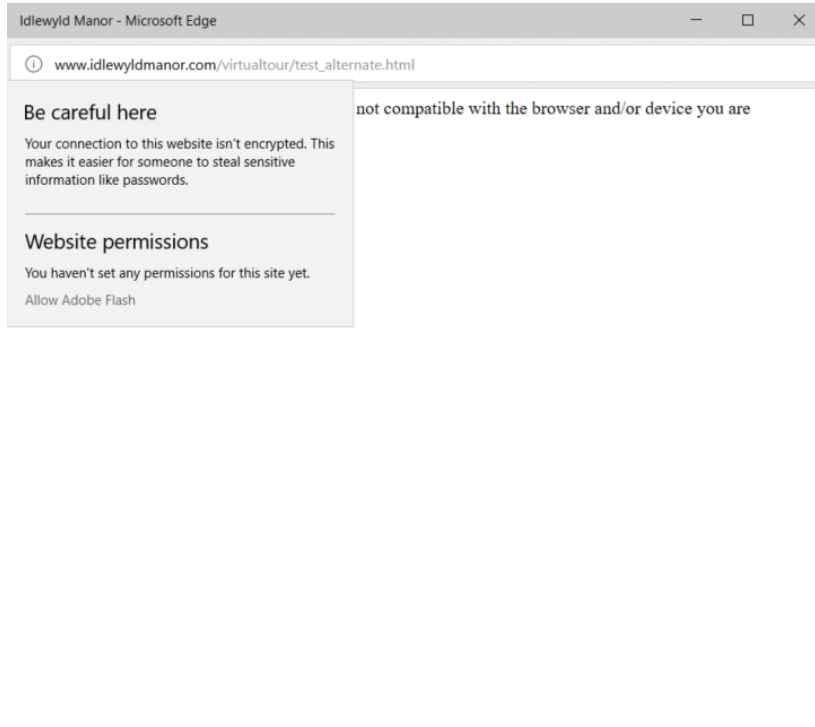 Idlewyld Manor - Microsoft Edge
www.idlewyldmanor.com/virtualtour/test_alternate.html
Be careful here
not compatible with the browser and/or device you are
Your connection to this website isn't encrypted. This
makes it easier for someone to steal sensitive
information like passwords.
Website permissions
You haven't set any permissions for this site yet.
Allow Adobe Flash